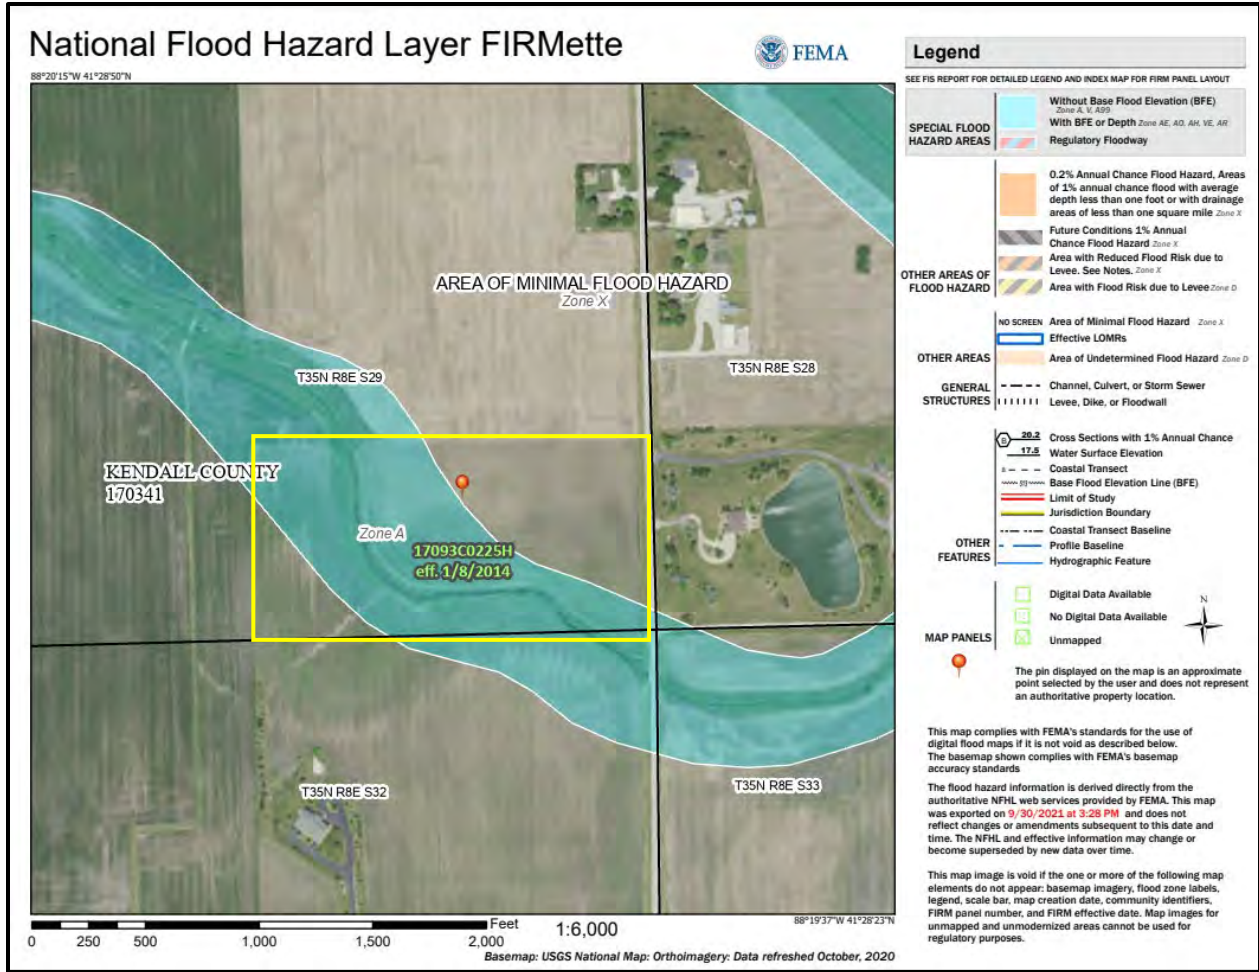 National Flood Hazard Layer FIRMette
FEMA
88°20'15"W 41°28'50"N
AREA OF MINIMAL FLOOD HAZARD
Zone X
T35N R8E S28
T35N R8E S29
KENDALL COUNTY
170341
Zone A
17093C0225H
eff. 1/8/2014
T35N R8E S32
T35N R8E S33
Feet
1:6,000
88°19'37"W 41°28'23"N
0 250 500 1,000 1,500 2,000
Basemap: USGS National Map: Orthoimagery: Data refreshed October, 2020
Legend
SEE FIS REPORT FOR DETAILED LEGEND AND INDEX MAP FOR FIRM PANEL LAYOUT
SPECIAL FLOOD
HAZARD AREAS
Without Base Flood Elevation (BFE)
Zone A, V, A99
With BFE or Depth Zone AE, AO, AH, VE, AR
Regulatory Floodway
OTHER AREAS OF
FLOOD HAZARD
0.2% Annual Chance Flood Hazard, Areas
of 1% annual chance flood with average
depth less than one foot or with drainage
areas of less than one square mile Zone X
Future Conditions 1% Annual
Chance Flood Hazard Zone X
Area with Reduced Flood Risk due to
Levee. See Notes. Zone X
Area with Flood Risk due to Levee Zone D
OTHER AREAS
NO SCREEN Area of Minimal Flood Hazard Zone X
Effective LOMRs
Area of Undetermined Flood Hazard Zone D
GENERAL
STRUCTURES
Channel, Culvert, or Storm Sewer
Levee, Dike, or Floodwall
OTHER
FEATURES
B 20.2 Cross Sections with 1% Annual Chance
17.5 Water Surface Elevation
8 Coastal Transect
513 Base Flood Elevation Line (BFE)
Limit of Study
Jurisdiction Boundary
Coastal Transect Baseline
Profile Baseline
Hydrographic Feature
MAP PANELS
Digital Data Available
No Digital Data Available
Unmapped
N
The pin displayed on the map is an approximate
point selected by the user and does not represent
an authoritative property location.
This map complies with FEMA's standards for the use of
digital flood maps if it is not void as described below.
The basemap shown complies with FEMA's basemap
accuracy standards
The flood hazard information is derived directly from the
authoritative NFHL web services provided by FEMA. This map
was exported on 9/30/2021 at 3:28 PM and does not
reflect changes or amendments subsequent to this date and
time. The NFHL and effective information may change or
become superseded by new data over time.
This map image is void if the one or more of the following map
elements do not appear: basemap imagery, flood zone labels,
legend, scale bar, map creation date, community identifiers,
FIRM panel number, and FIRM effective date. Map images for
unmapped and unmodernized areas cannot be used for
regulatory purposes.